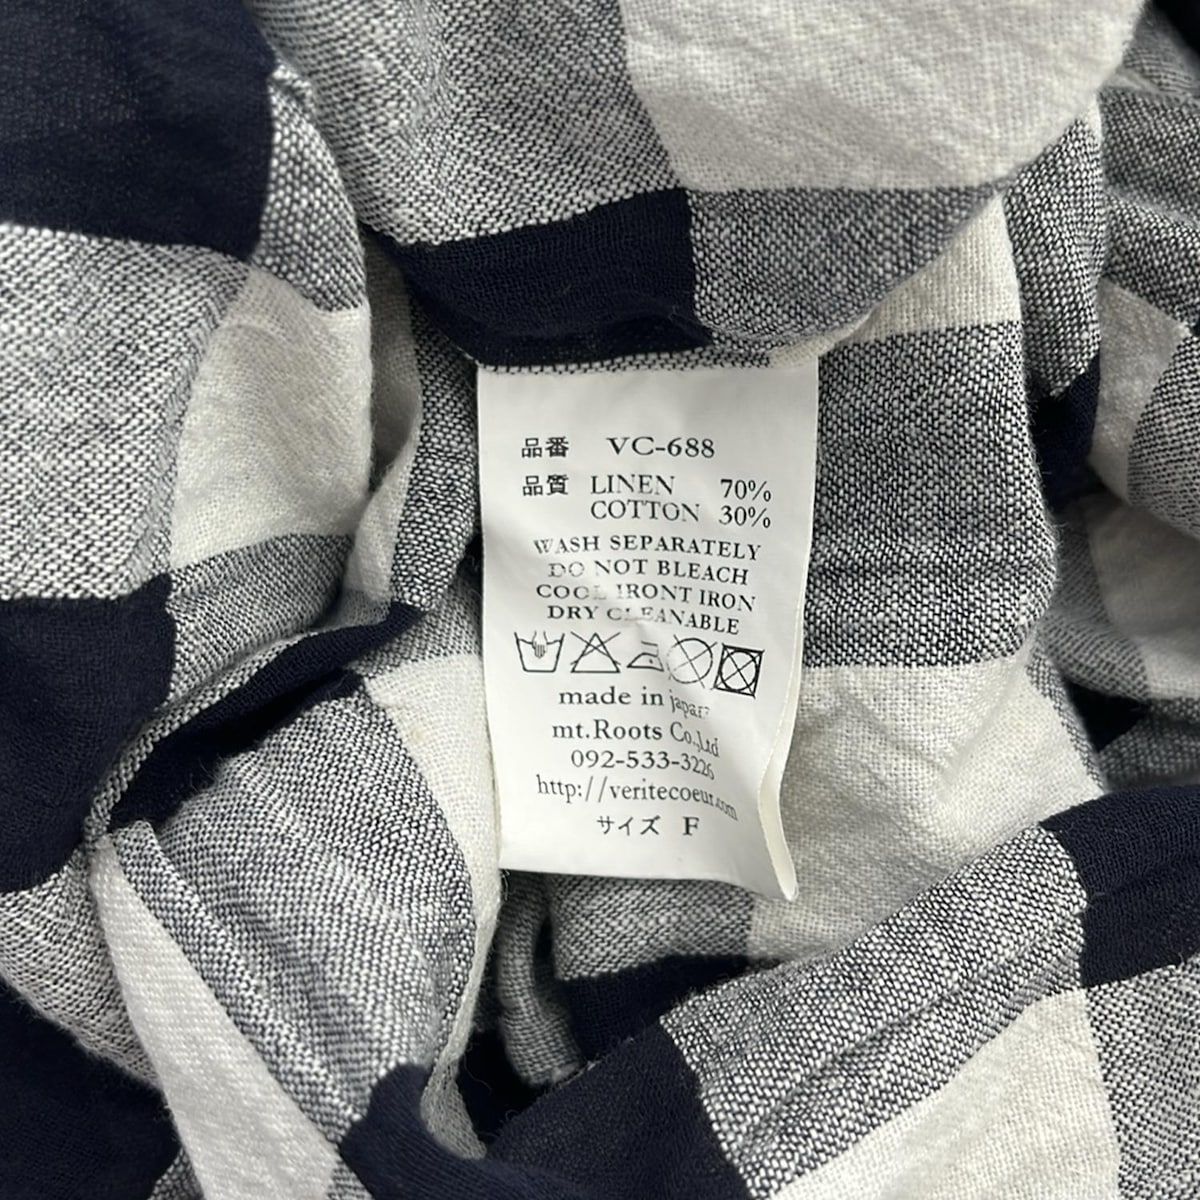 品番 VC-688
品質 LINEN 70%
COTTON 30%
WASH SEPARATELY
DO NOT BLEACH
COOL IRONT IRON
DRY CLEANABLE
made in japan
mt.Roots Co.,Ltd
092-533-3226
http://veritecoeur.com
サイズ F